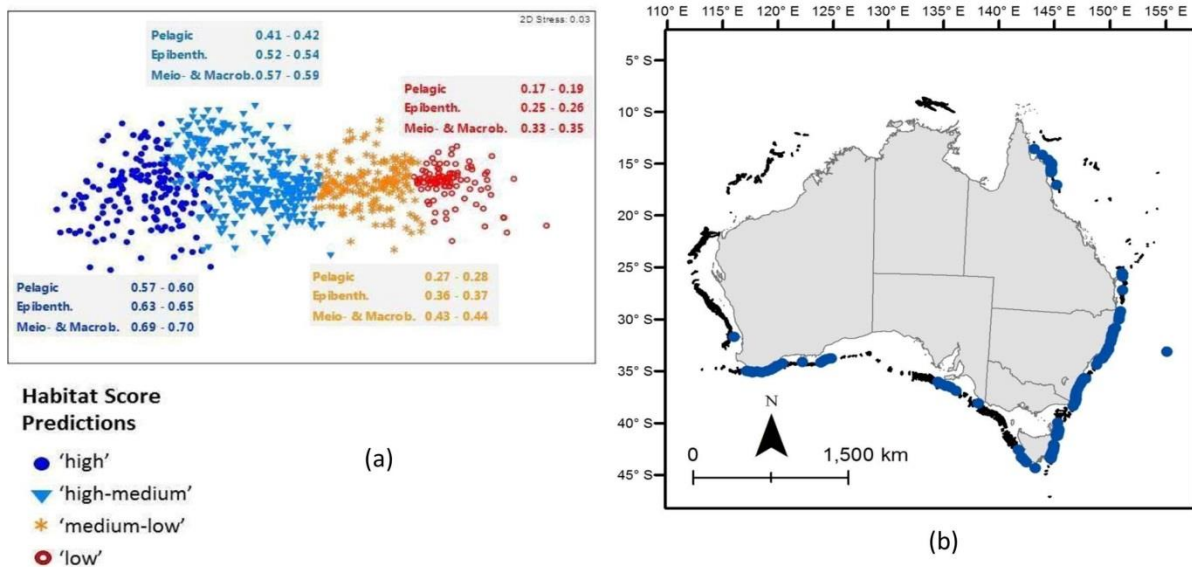 2D Stress: 0.03
Pelagic 0.41 - 0.42
Epibenth. 0.52 - 0.54
Meio- & Macrob. 0.57 - 0.59
Pelagic 0.17 - 0.19
Epibenth. 0.25 - 0.26
Meio- & Macrob. 0.33 - 0.35
Pelagic 0.57 - 0.60
Epibenth. 0.63 - 0.65
Meio- & Macrob. 0.69 - 0.70
Pelagic 0.27 - 0.28
Epibenth. 0.36 - 0.37
Meio- & Macrob. 0.43 - 0.44
Habitat Score
Predictions
'high'
'high-medium'
'medium-low'
'low'
(a)
110° E 115° E 120° E 125° E 130° E 135° E 140° E 145° E 150° E 155° E
5° S
10° S
15° S
20° S
25° S
30° S
35° S
40° S
45° S
N
0 1,500 km
(b)